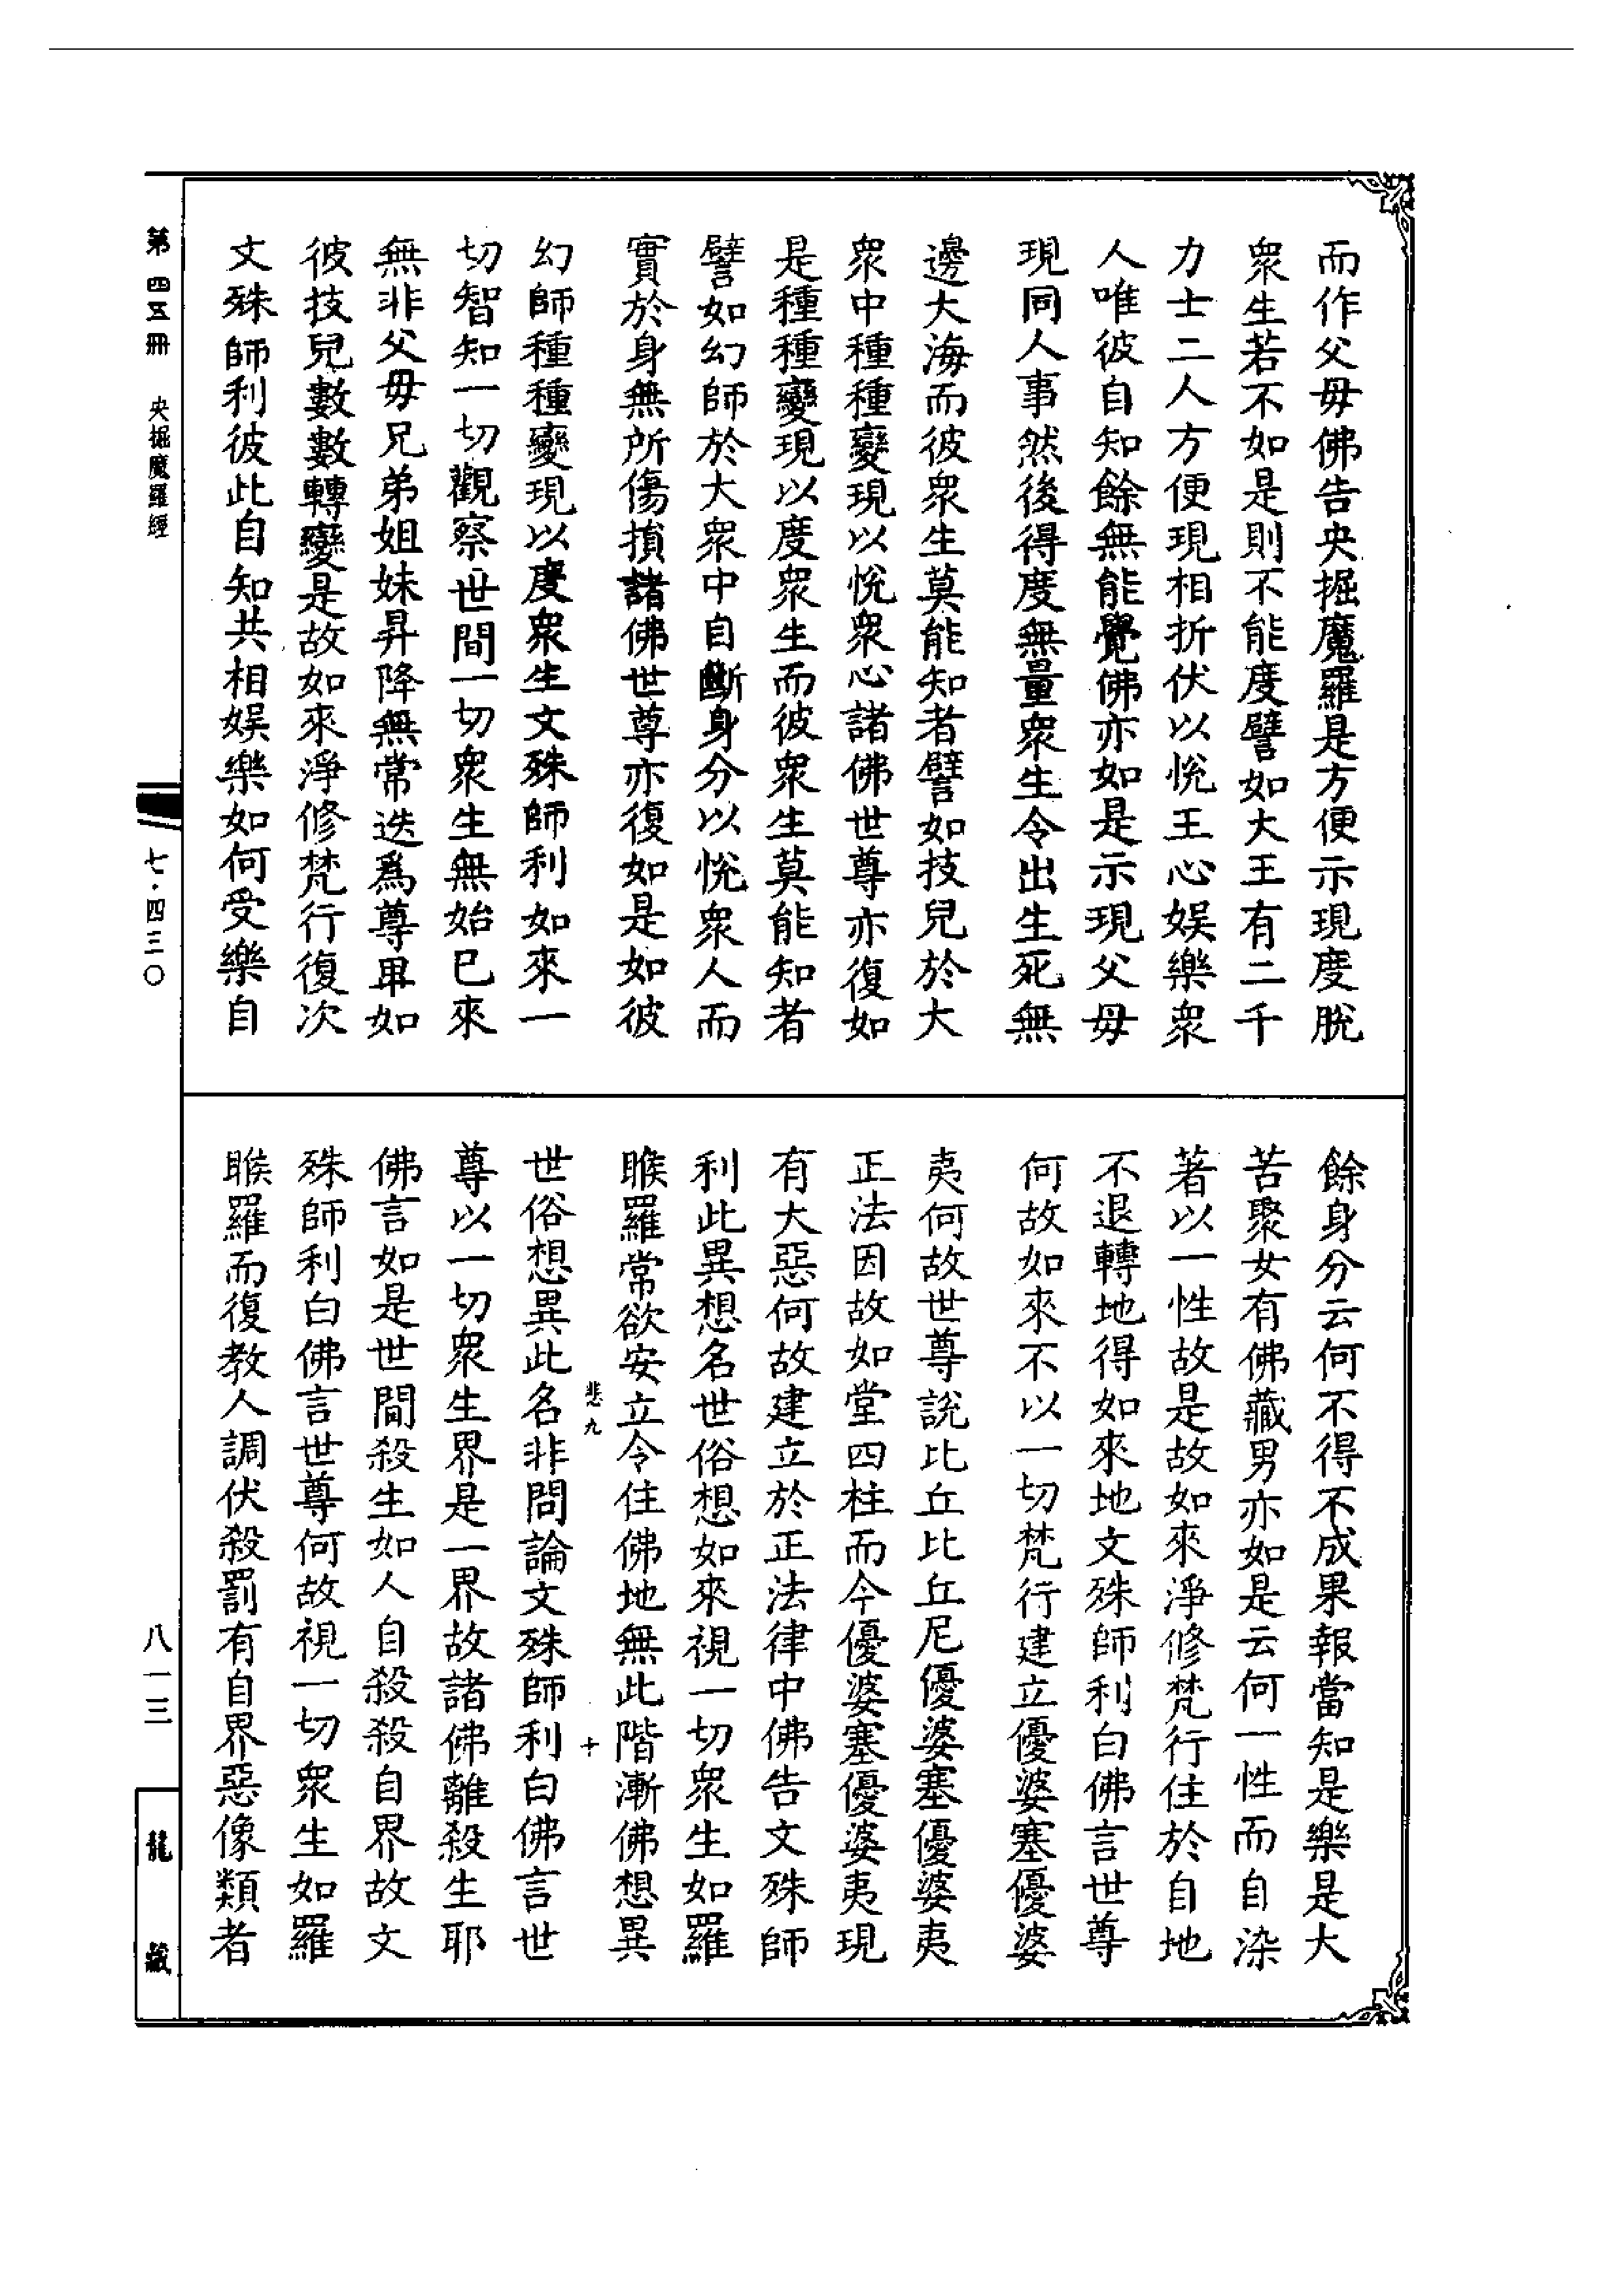 而作父毋佛告央掘魔羅是方便示現度脫
衆生若不如是則不能度譬如大王有二千
力士二人方便現相折伏以悅王心娛樂衆
人唯彼自知餘無能覺佛亦如是示現父毋
現同人事然後得度無量衆生令出生死無
邊大海而彼衆生莫能知者譬如技兒於大
衆中種種變現以悅衆心諸佛世尊亦復如
是種種變現以度衆生而彼衆生莫能知者
譬如幻師於大衆中自斷身分以悅衆人而
實於身無所傷損諸佛世尊亦復如是如彼
幻師種種變現以度衆生文殊師利如來一
切智知一切觀察世間一切衆生無始已來
無非父毋兄弟姐妹昇降無常迭爲尊卑如
彼技兒數數轉變是故如來淨修梵行復次
文殊師利彼此自知共相娛樂如何受樂自
餘身分云何不得不成果報當知是樂是大
苦聚女有佛藏男亦如是云何一性而自染
著以一性故是故如來淨修梵行住於自地
不退轉地得如來地文殊師利白佛言世尊
何故如來不以一切梵行建立優婆塞優婆
夷何故世尊說比丘比丘尼優婆塞優婆夷
正法因故如堂四柱而今優婆塞優婆夷現
有大惡何故建立於正法律中佛告文殊師
利此異想名世俗想如來視一切衆生如羅
睺羅常欲安立令住佛地無此階漸佛想異
悲九
十
世俗想異此名非問論文殊師利白佛言世
尊以一切衆生界是一界故諸佛離殺生耶
佛言如是世間殺生如人自殺殺自界故文
殊師利白佛言世尊何故視一切衆生如羅
睺羅而復教人調伏殺罰有自界惡像類者
第四五冊
央掘魔羅經
七·四三〇
八一三
龍藏